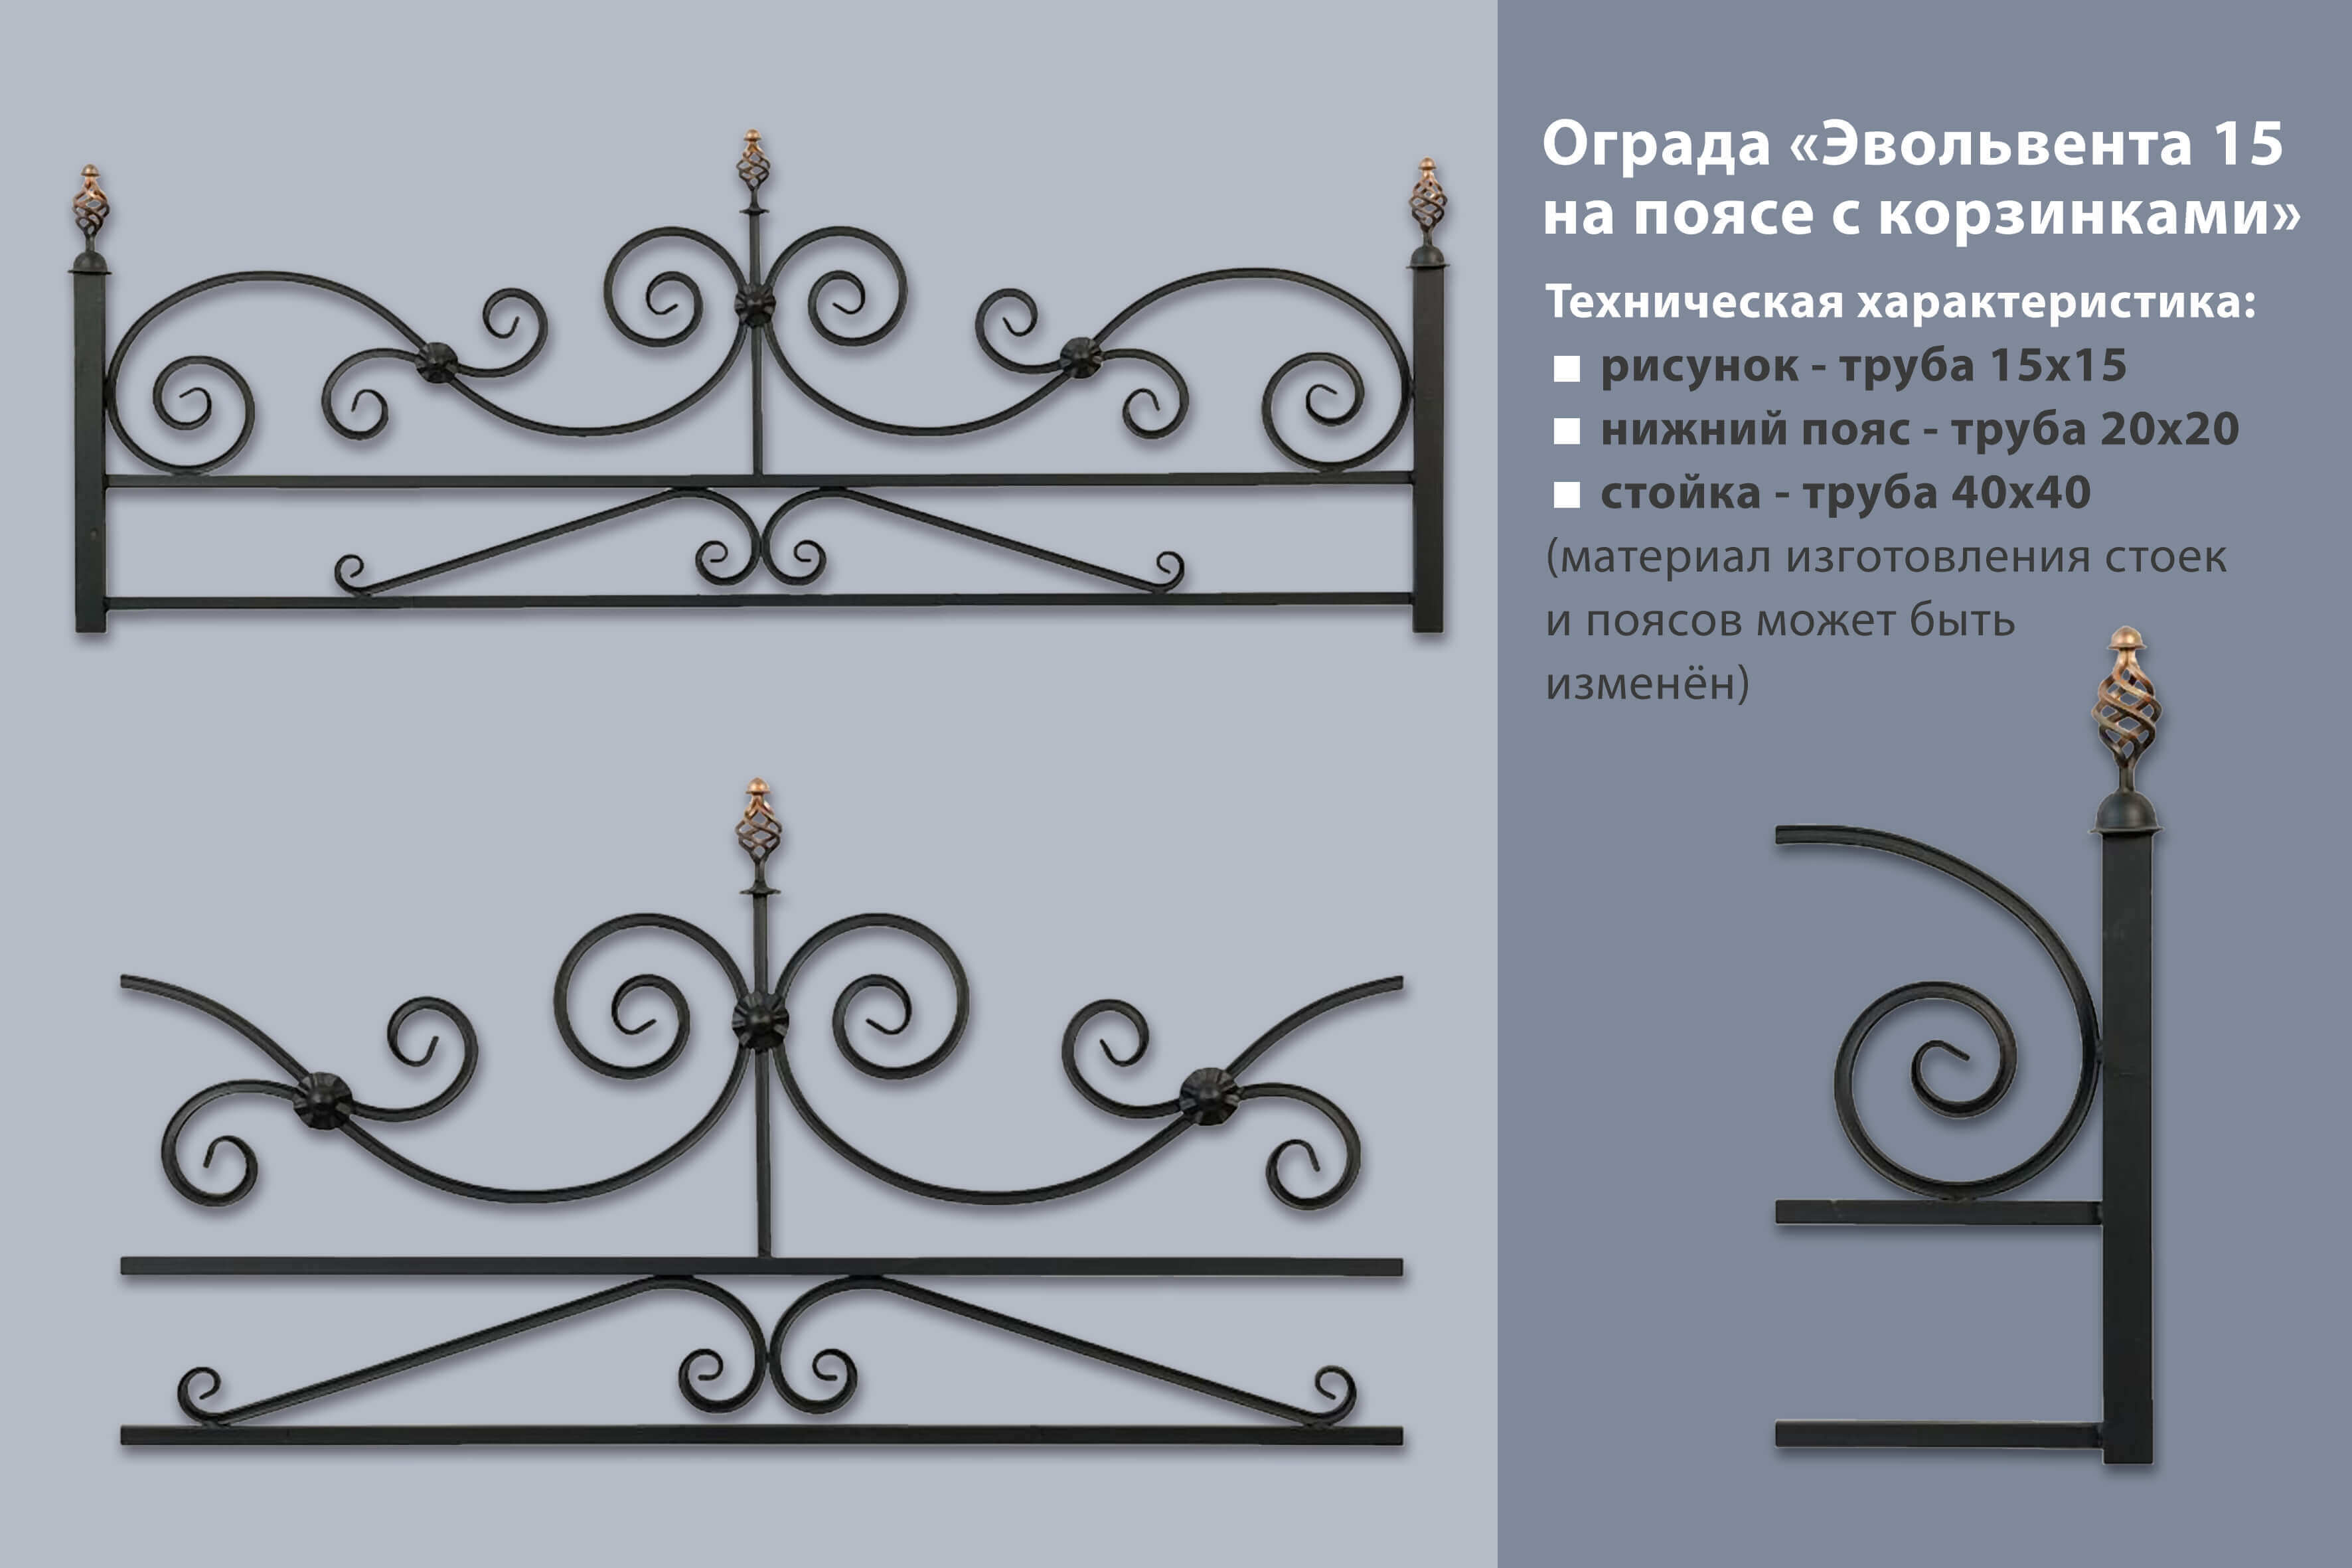 Ограда «Эвольвента 15
на поясе с корзинками»
Техническая характеристика:
рисунок - труба 15х15
нижний пояс - труба 20х20
стойка - труба 40х40
(материал изготовления стоек
и поясов может быть
изменён)